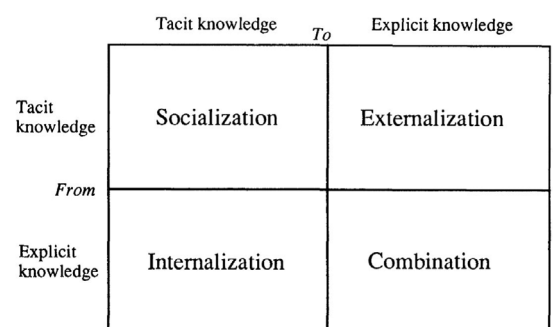 Tacit knowledge
To
Explicit knowledge
Tacit
knowledge
Socialization
Externalization
From
Explicit
knowledge
Internalization
Combination